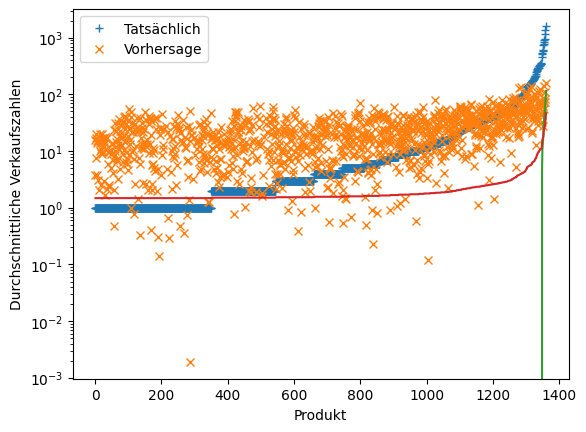 Tatsächlich
Vorhersage
Durchschnittliche Verkaufszahlen
10³
10²
10¹
10⁰
10⁻¹
10⁻²
10⁻³
0 200 400 600 800 1000 1200 1400
Produkt